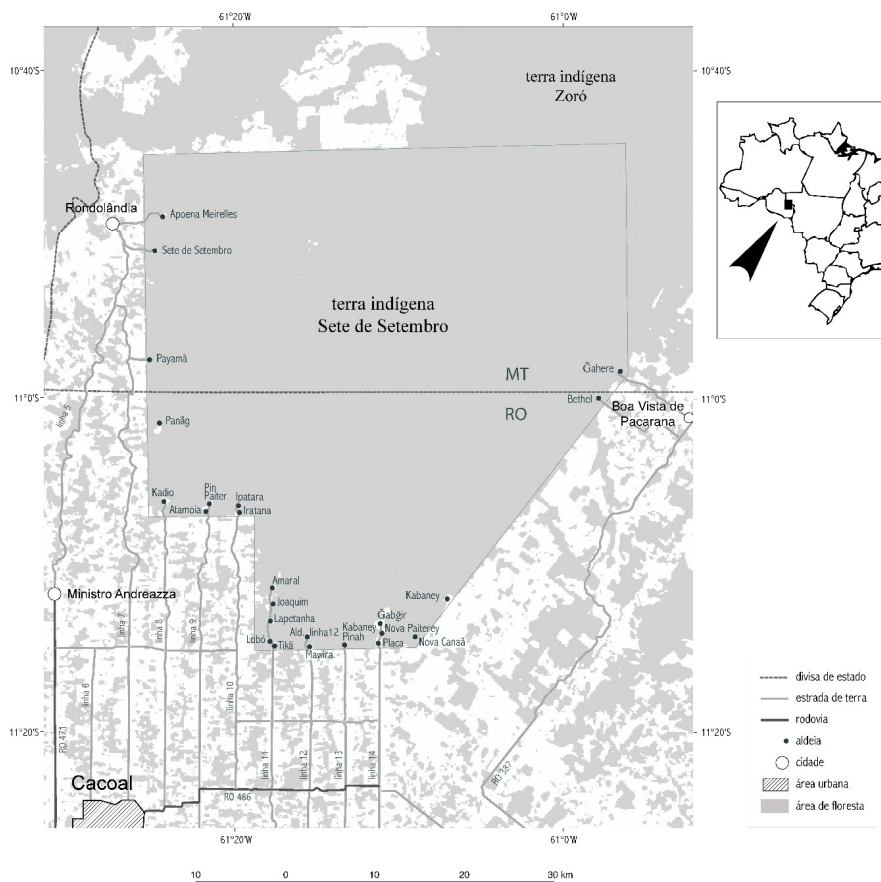 61°20'W
61°0'W
10°40'S
10°40'S
terra indígena
Zoró
Rondolândia
Apoena Meirelles
Sete de Setembro
terra indígena
Sete de Setembro
Payamã
MT
Ğahere
11°0'S
RO
Bethel
11°0'S
Boa Vista de
Pacarana
linha 5
Panãg
Kadio
Pin
Paiter
Atamoia
Ipatara
Iratana
Ministro Andreazza
Amaral
Joaquim
Lapetanha
Kabaney
Ğabğir
Kabaney
Nova Paiterey
Ald. linha12
Pinah
Lobó
Tikã
Mawira
Placa
Nova Canaã
linha 7
linha 8
linha 9
linha 6
linha 10
linha 11
linha 12
linha 13
linha 14
RO 471
RO 387
11°20'S
11°20'S
Cacoal
RO 486
61°20'W
61°0'W
divisa de estado
estrada de terra
rodovia
aldeia
cidade
área urbana
área de floresta
10 0 10 20 30 km